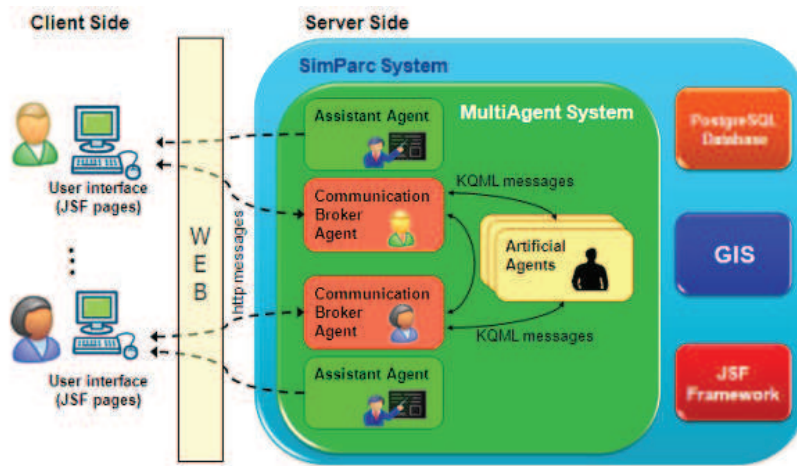 Client Side
Server Side
SimParc System
MultiAgent System
Assistant Agent
PostgreSQL
Database
User interface
(JSF pages)
KQML messages
Communication
Broker
Agent
WEB
http messages
Artificial
Agents
GIS
Communication
Broker
Agent
KQML messages
User interface
(JSF pages)
Assistant Agent
JSF
Framework